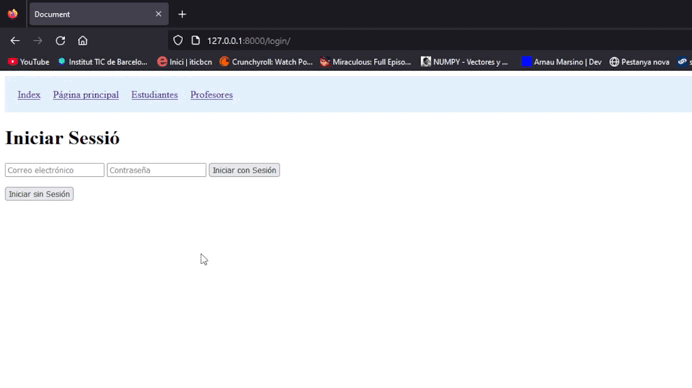 Document
127.0.0.1:8000/login/
YouTube Institut TIC de Barcelo... Inici | iticbcn Crunchyroll: Watch Po... Miraculous: Full Episo... NUMPY - Vectores y ... Arnau Marsino | Dev Pestanya nova
Index Página principal Estudiantes Profesores
Iniciar Sessió
Correo electrónico Contraseña Iniciar con Sesión
Iniciar sin Sesión